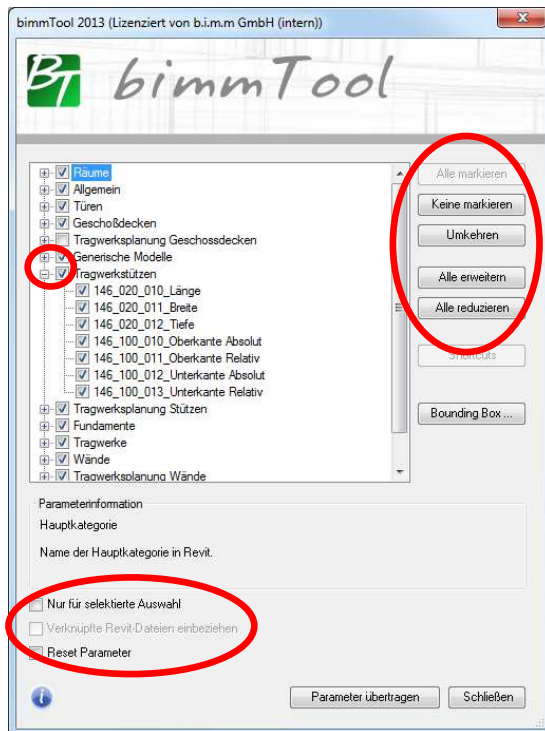 bimmTool 2013 (Lizenziert von b.i.m.m GmbH (intern))
BT bimmTool
Räume
Allgemein
Türen
Geschoßdecken
Tragwerksplanung Geschossdecken
Generische Modelle
Tragwerkstützen
146_020_010_Länge
146_020_011_Breite
146_020_012_Tiefe
146_100_010_Oberkante Absolut
146_100_011_Oberkante Relativ
146_100_012_Unterkante Absolut
146_100_013_Unterkante Relativ
Tragwerksplanung Stützen
Fundamente
Tragwerke
Wände
Tragwerksplanung Wände
Alle markieren
Keine markieren
Umkehren
Alle erweitern
Alle reduzieren
Shortcuts
Bounding Box ...
Parameterinformation
Hauptkategorie
Name der Hauptkategorie in Revit.
Nur für selektierte Auswahl
Verknüpfte Revit-Dateien einbeziehen
Reset Parameter
Parameter übertragen
Schließen